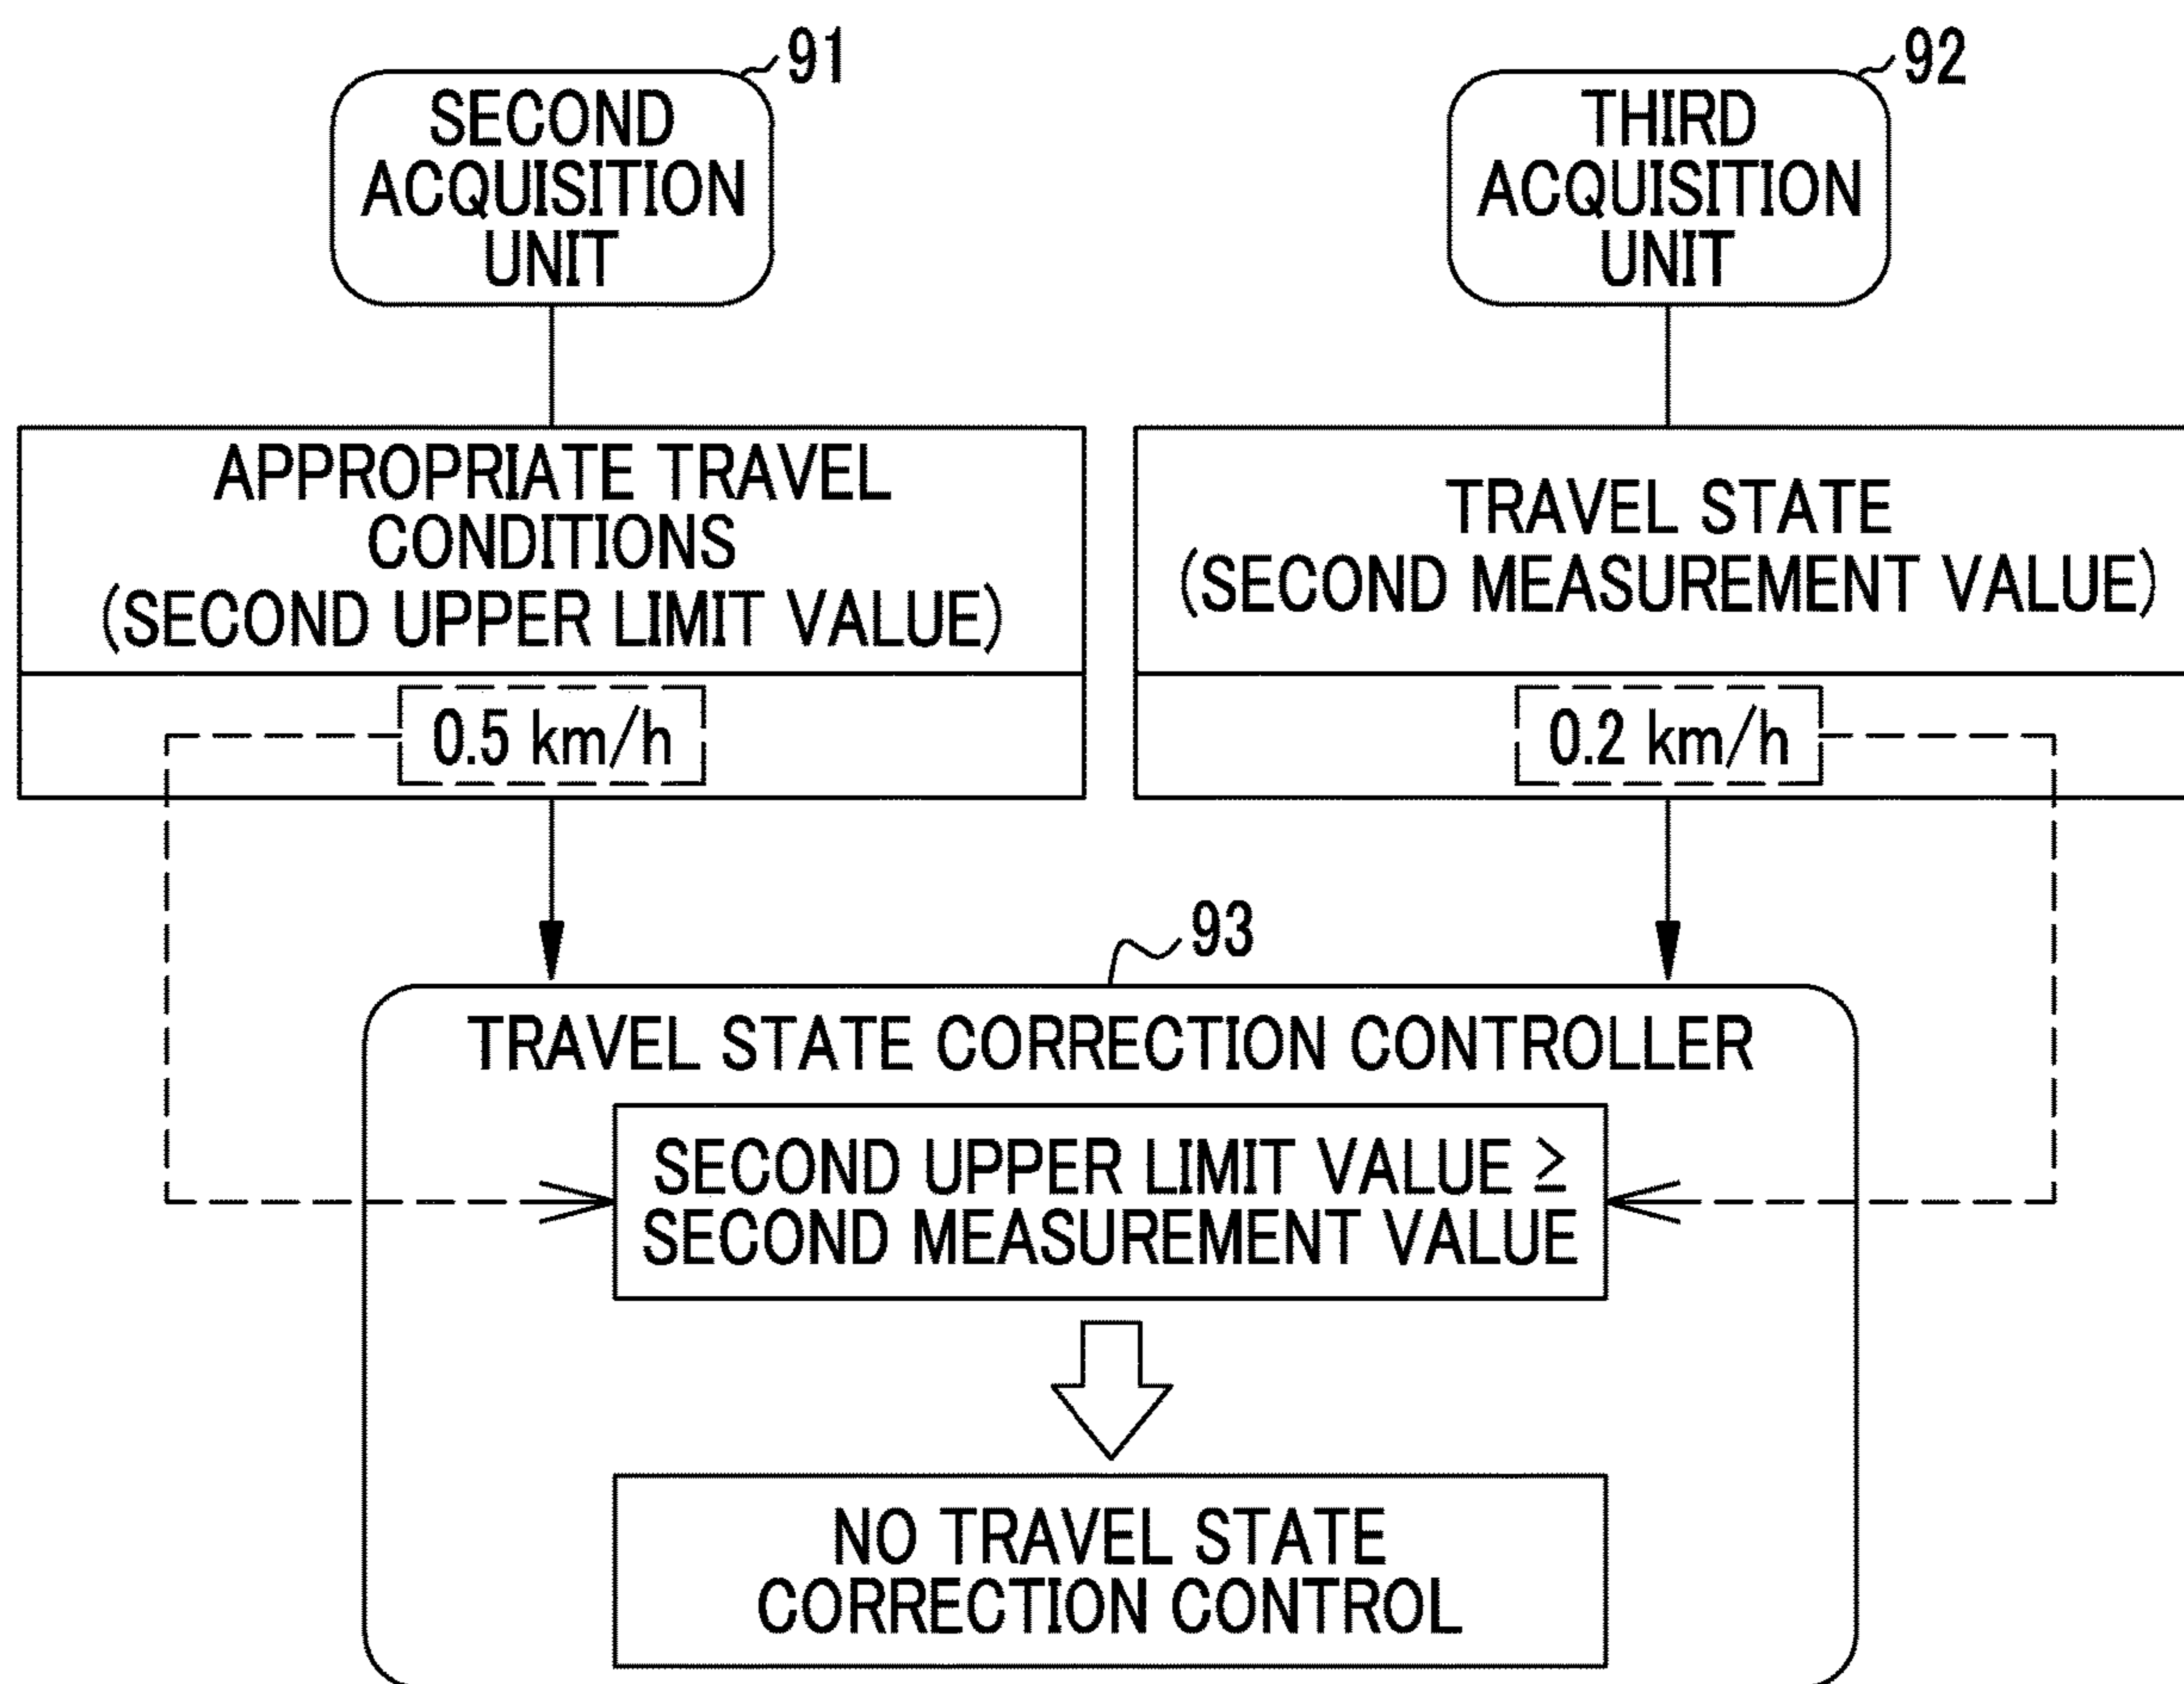 91
SECOND
ACQUISITION
UNIT
92
THIRD
ACQUISITION
UNIT
APPROPRIATE TRAVEL
CONDITIONS
(SECOND UPPER LIMIT VALUE)
0.5 km/h
TRAVEL STATE
(SECOND MEASUREMENT VALUE)
0.2 km/h
93
TRAVEL STATE CORRECTION CONTROLLER
SECOND UPPER LIMIT VALUE ≥
SECOND MEASUREMENT VALUE
NO TRAVEL STATE
CORRECTION CONTROL